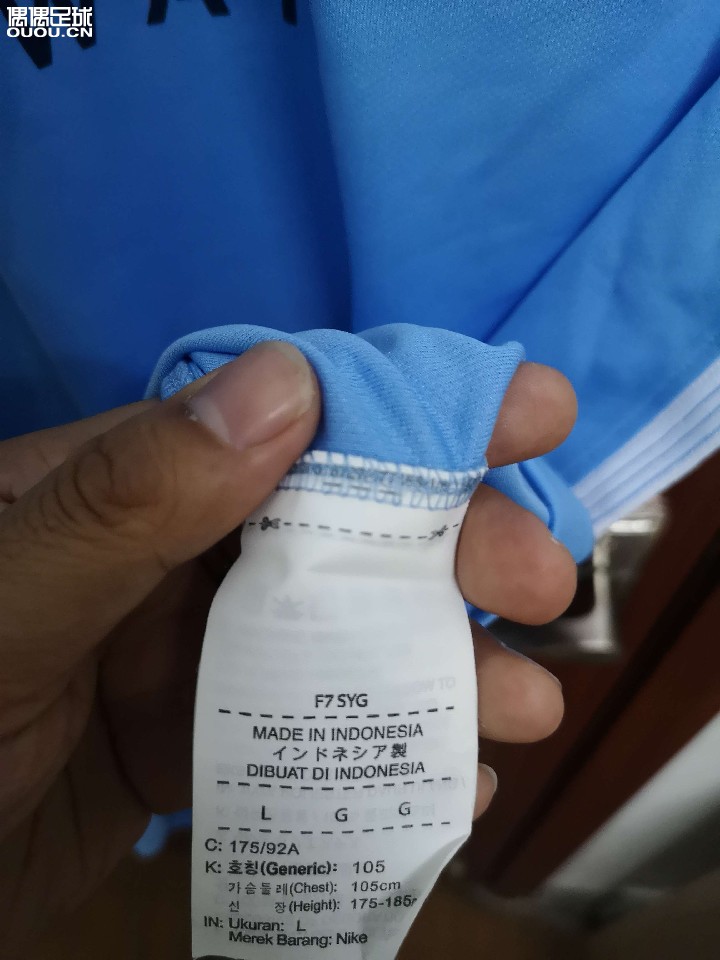 偶偶足球
OUOU.CN
WA
F7 SYG
MADE IN INDONESIA
インドネシア製
DIBUAT DI INDONESIA
L G G
C: 175/92A
K: 호칭(Generic): 105
가슴둘레(Chest): 105cm
신 장(Height): 175-185
IN: Ukuran: L
Merek Barang: Nike